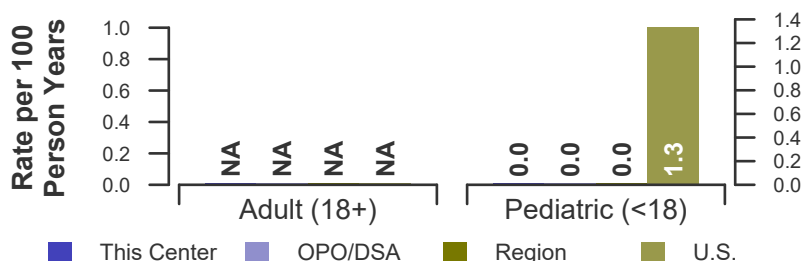 Rate per 100
Person Years
1.0
0.8
0.6
0.4
0.2
0.0
NA NA NA NA
0.0 0.0 0.0 1.3
1.4
1.2
1.0
0.8
0.6
0.4
0.2
0.0
Adult (18+) Pediatric (<18)
This Center OPO/DSA Region U.S.